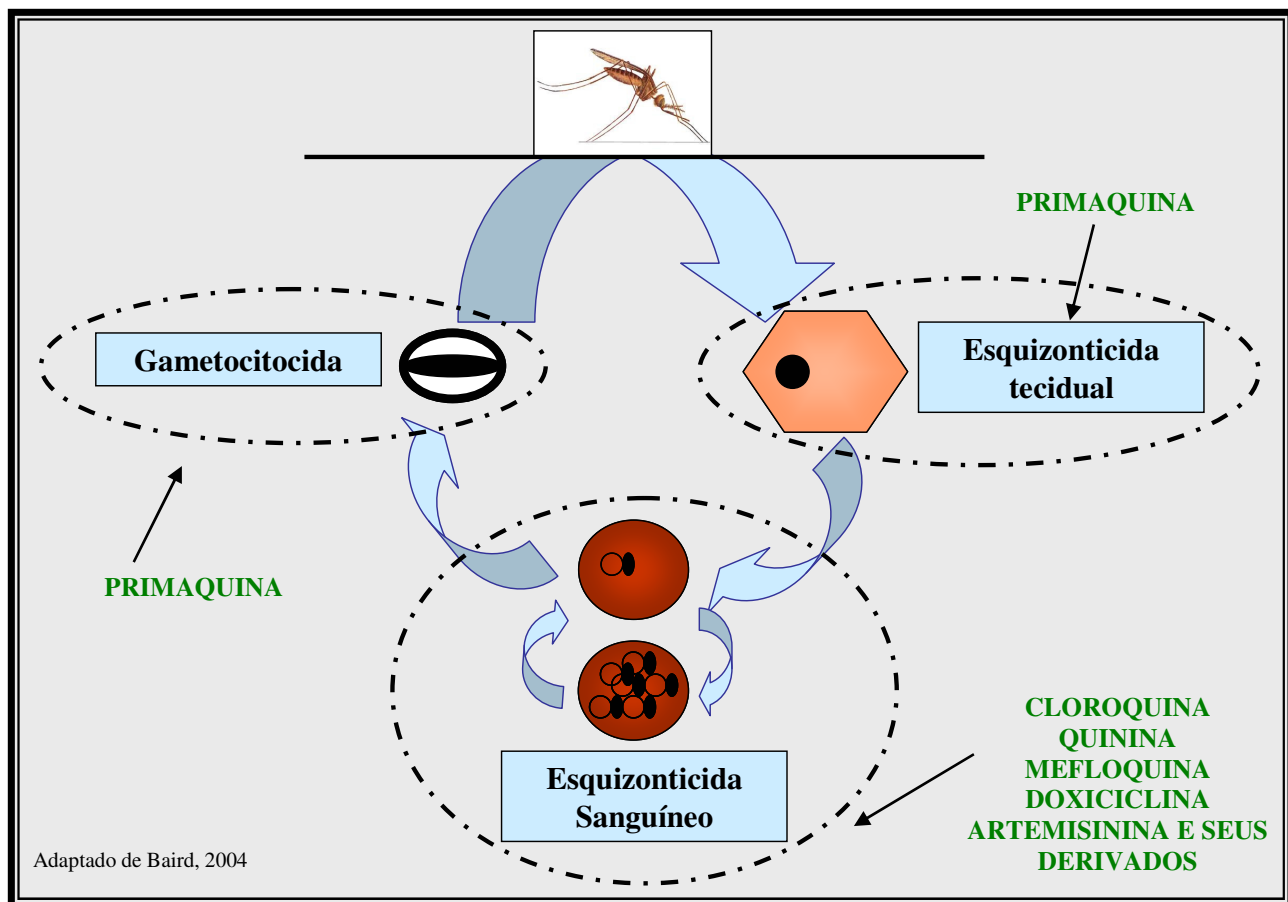 PRIMAQUINA
Gametocitocida
Esquizonticida
tecidual
PRIMAQUINA
Esquizonticida
Sanguíneo
CLOROQUINA
QUININA
MEFLOQUINA
DOXICICLINA
ARTEMISININA E SEUS
DERIVADOS
Adaptado de Baird, 2004